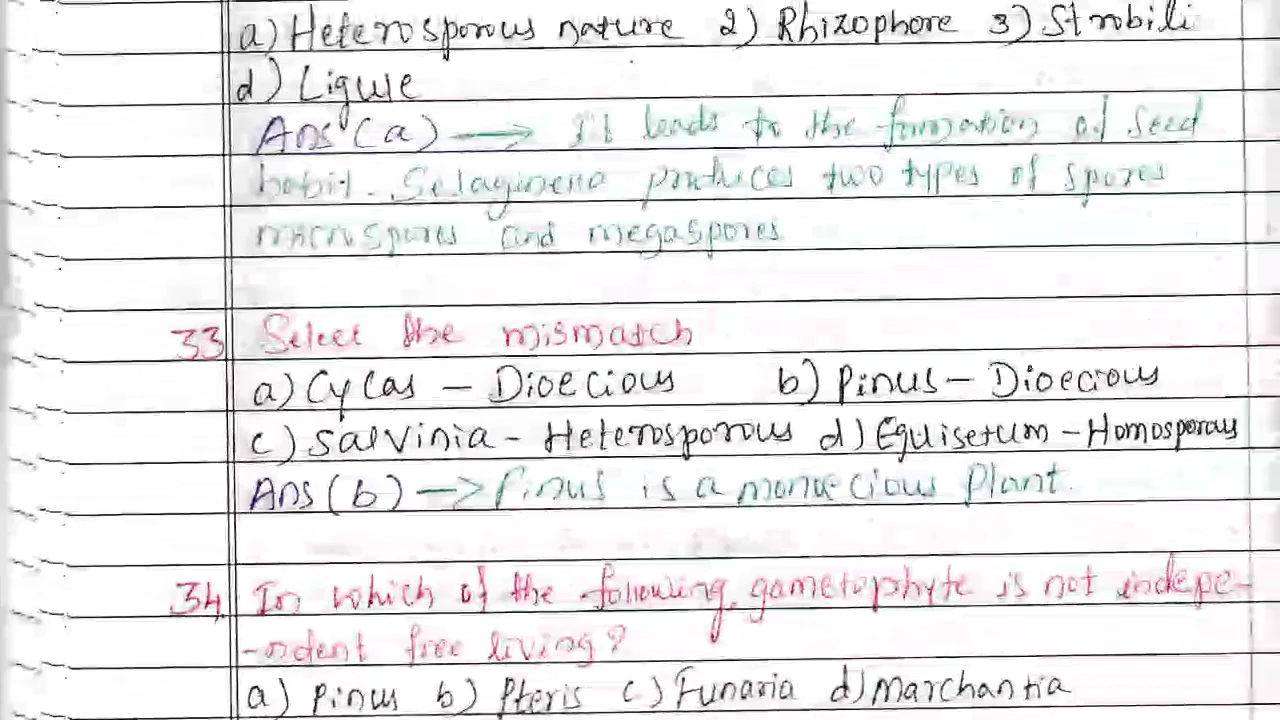 a) Heterosporous nature 2) Rhizophore 3) Strobili
d) Ligule
Ans (a) → It leads to the formation of seed
habit. Selaginella produces two types of spores
microspores and megaspores
33 Select the mismatch
a) Cycas - Dioecious b) Pinus - Dioecious
c) Salvinia - Heterosporous d) Equisetum - Homosporous
Ans (b) → Pinus is a monoecious Plant.
34. In which of the following, gametophyte is not indepe-
-ndent free living?
a) Pinus b) Pteris c) Funaria d) Marchantia